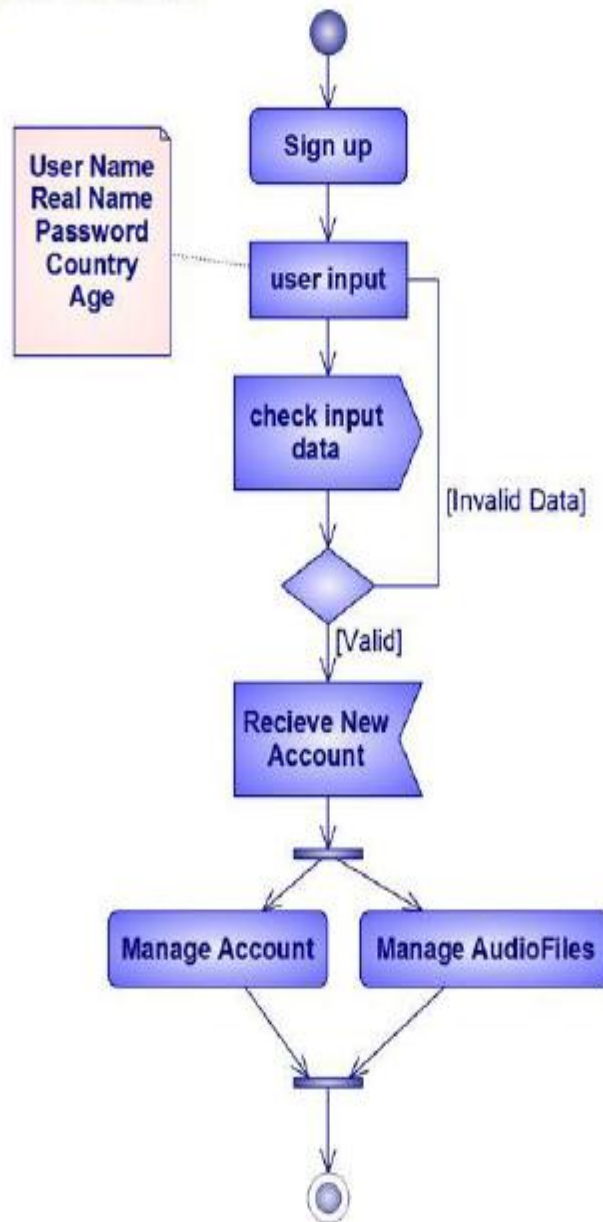 Sign up
User Name
Real Name
Password
Country
Age
user input
check input
data
[Invalid Data]
[Valid]
Recieve New
Account
Manage Account
Manage AudioFiles